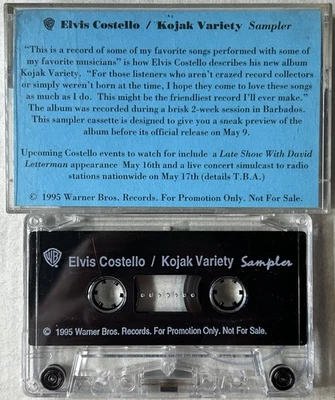 WB Elvis Costello / Kojak Variety Sampler
"This is a record of some of my favorite songs performed with some of
my favorite musicians" is how Elvis Costello describes his new album
Kojak Variety. "For those listeners who aren't crazed record collectors
or simply weren't born at the time, I hope they come to love these songs
as much as I do. This might be the friendliest record I'll ever make."
The album was recorded during a brisk 2-week session in Barbados.
This sampler cassette is designed to give you a sneak preview of the
album before its official release on May 9.
Upcoming Costello events to watch for include a Late Show With David
Letterman appearance May 16th and a live concert simulcast to radio
stations nationwide on May 17th (details T.B.A.)
© 1995 Warner Bros. Records. For Promotion Only. Not For Sale.
WB Elvis Costello / Kojak Variety Sampler
© 1995 Warner Bros. Records. For Promotion Only. Not For Sale.